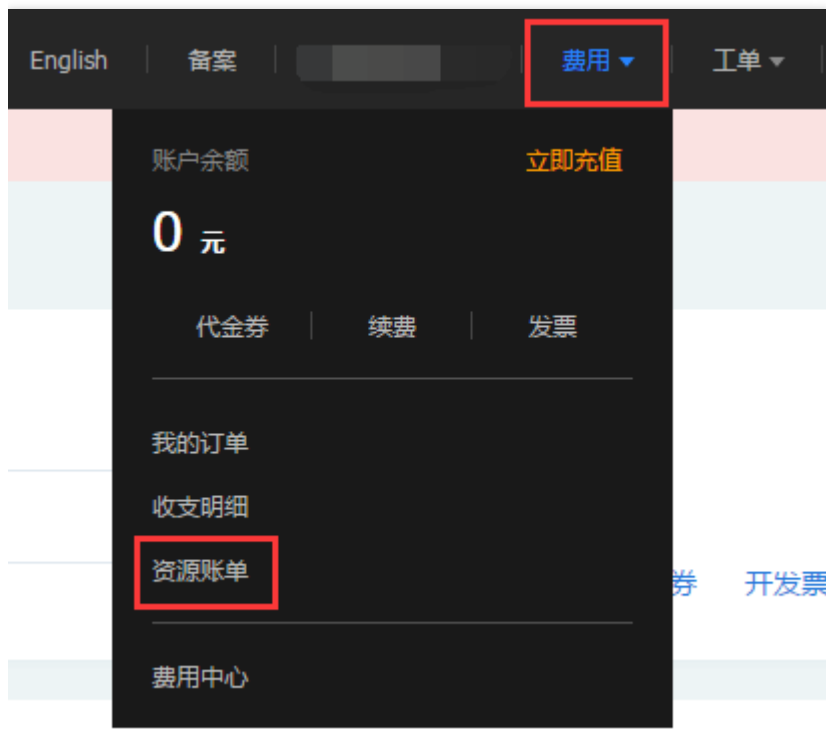 English 备案 费用 工单
账户余额 立即充值
0 元
代金券 续费 发票
我的订单
收支明细
资源账单
券 开发票
费用中心